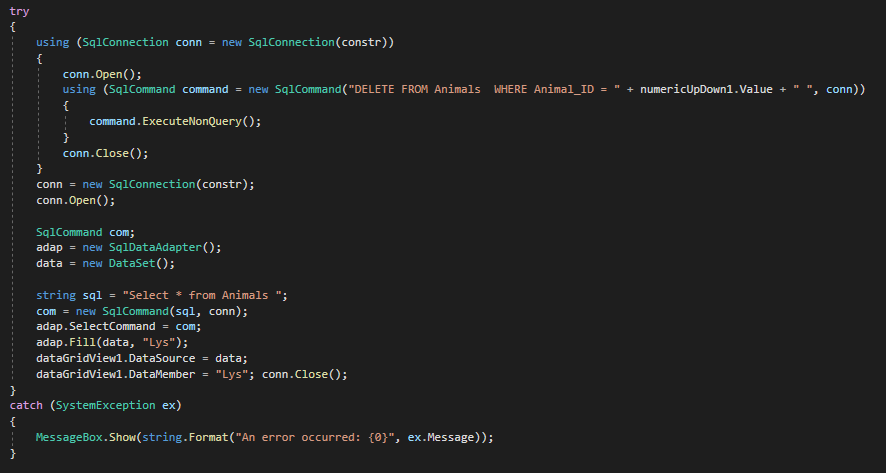 try
{
using (SqlConnection conn = new SqlConnection(constr))
{
conn.Open();
using (SqlCommand command = new SqlCommand("DELETE FROM Animals  WHERE Animal_ID = " + numericUpDown1.Value + " ", conn))
{
command.ExecuteNonQuery();
}
conn.Close();
}
conn = new SqlConnection(constr);
conn.Open();
SqlCommand com;
adap = new SqlDataAdapter();
data = new DataSet();
string sql = "Select * from Animals ";
com = new SqlCommand(sql, conn);
adap.SelectCommand = com;
adap.Fill(data, "Lys");
dataGridView1.DataSource = data;
dataGridView1.DataMember = "Lys"; conn.Close();
}
catch (SystemException ex)
{
MessageBox.Show(string.Format("An error occurred: {0}", ex.Message));
}